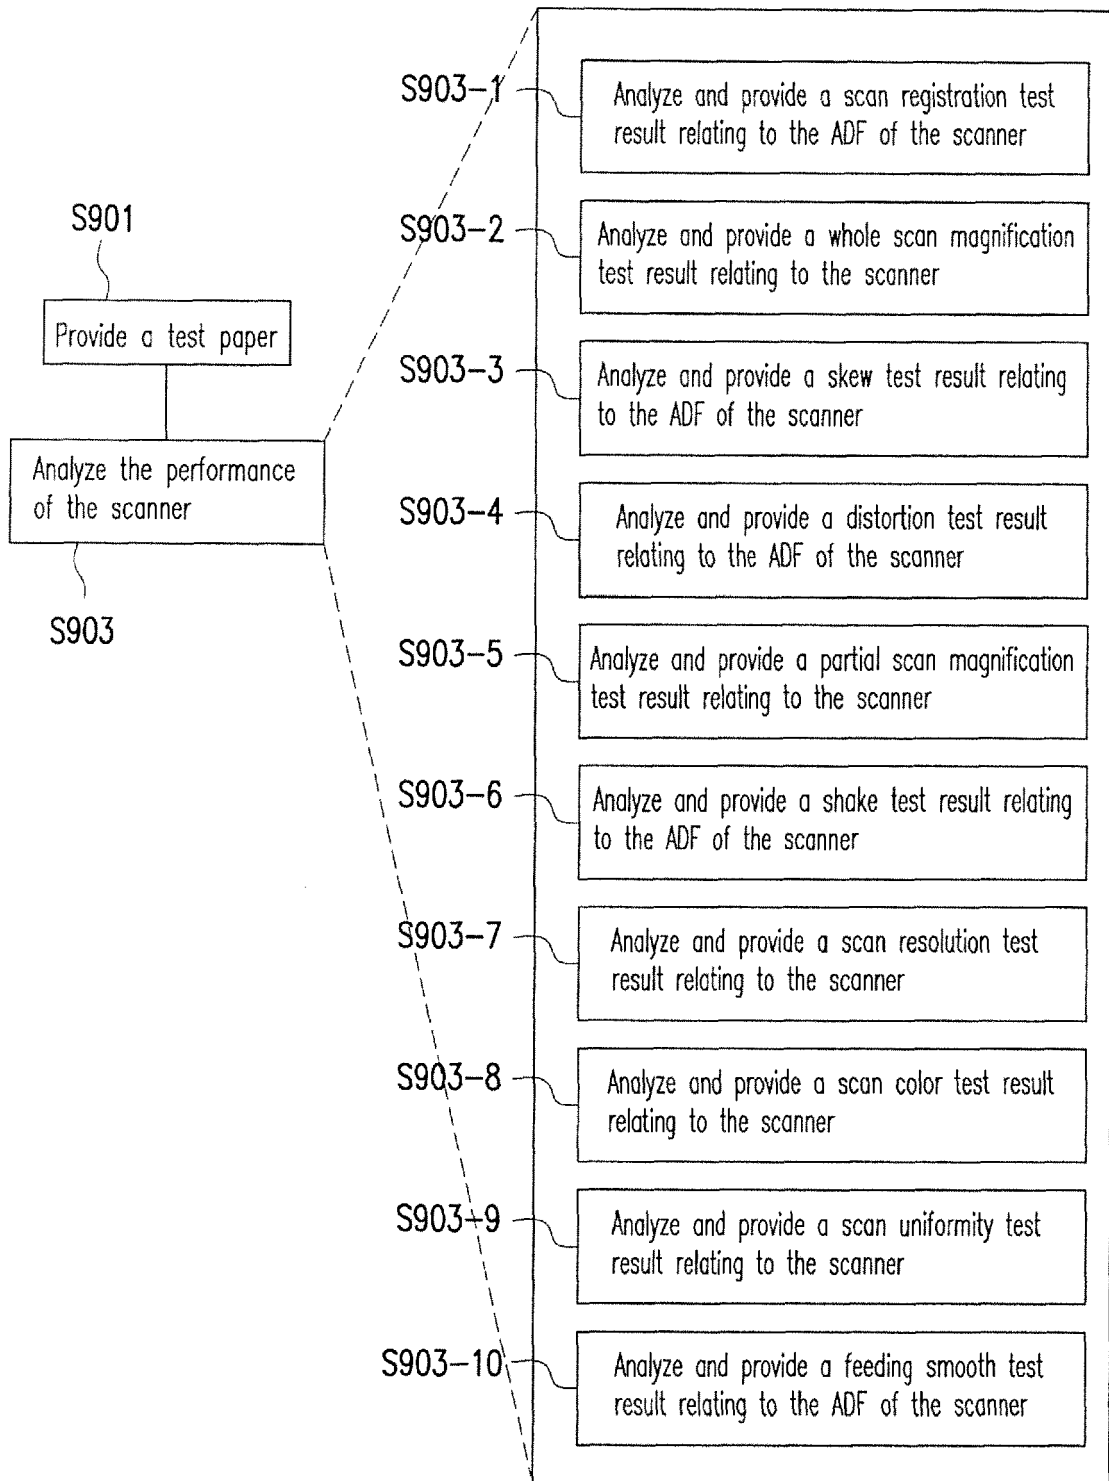 S901
Provide a test paper
Analyze the performance
of the scanner
S903
S903-1
Analyze and provide a scan registration test
result relating to the ADF of the scanner
S903-2
Analyze and provide a whole scan magnification
test result relating to the scanner
S903-3
Analyze and provide a skew test result relating
to the ADF of the scanner
S903-4
Analyze and provide a distortion test result
relating to the ADF of the scanner
S903-5
Analyze and provide a partial scan magnification
test result relating to the scanner
S903-6
Analyze and provide a shake test result relating
to the ADF of the scanner
S903-7
Analyze and provide a scan resolution test
result relating to the scanner
S903-8
Analyze and provide a scan color test result
relating to the scanner
S903-9
Analyze and provide a scan uniformity test
result relating to the scanner
S903-10
Analyze and provide a feeding smooth test
result relating to the ADF of the scanner